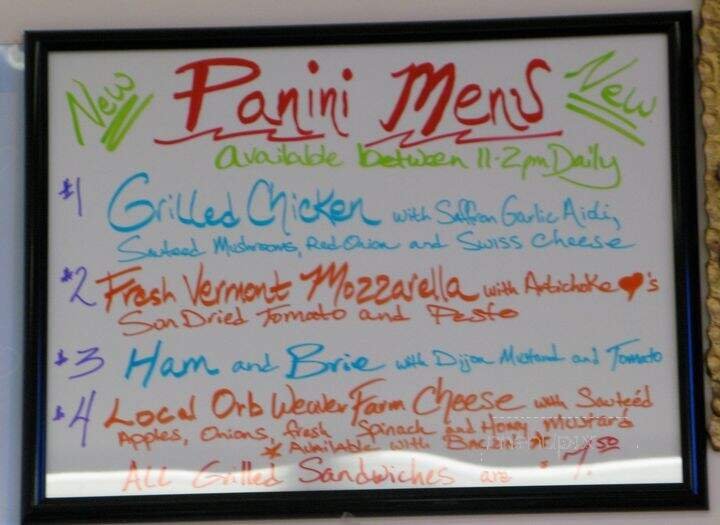 New Panini Menu New
available between 11-2pm Daily
#1 Grilled Chicken with Saffron Garlic Aioli,
Sauteed Mushrooms, Red Onion and Swiss Cheese
#2 Fresh Vermont Mozzarella with Artichoke ♥'s
Sun Dried Tomato and Pesto
#3 Ham and Brie with Dijon Mustard and Tomato
#4 Local Orb Weaver Farm Cheese with Sauteéd
Apples, Onions, fresh Spinach and Honey Mustard
* Available with Bacon *
All Grilled Sandwiches are $7.50